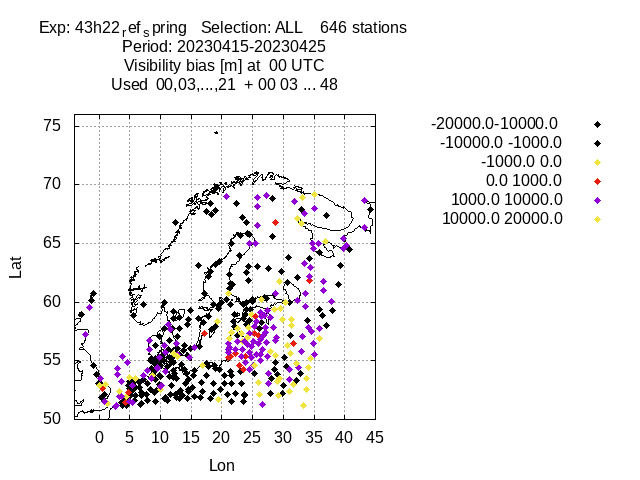 Exp: 43h22ref_spring   Selection: ALL    646 stations
Period: 20230415-20230425
Visibility bias [m] at  00 UTC
Used  00,03,...,21  + 00 03 ... 48
-20000.0-10000.0
-10000.0 -1000.0
-1000.0 0.0
0.0 1000.0
1000.0 10000.0
10000.0 20000.0
75
70
65
60
55
50
Lat
0 5 10 15 20 25 30 35 40 45
Lon